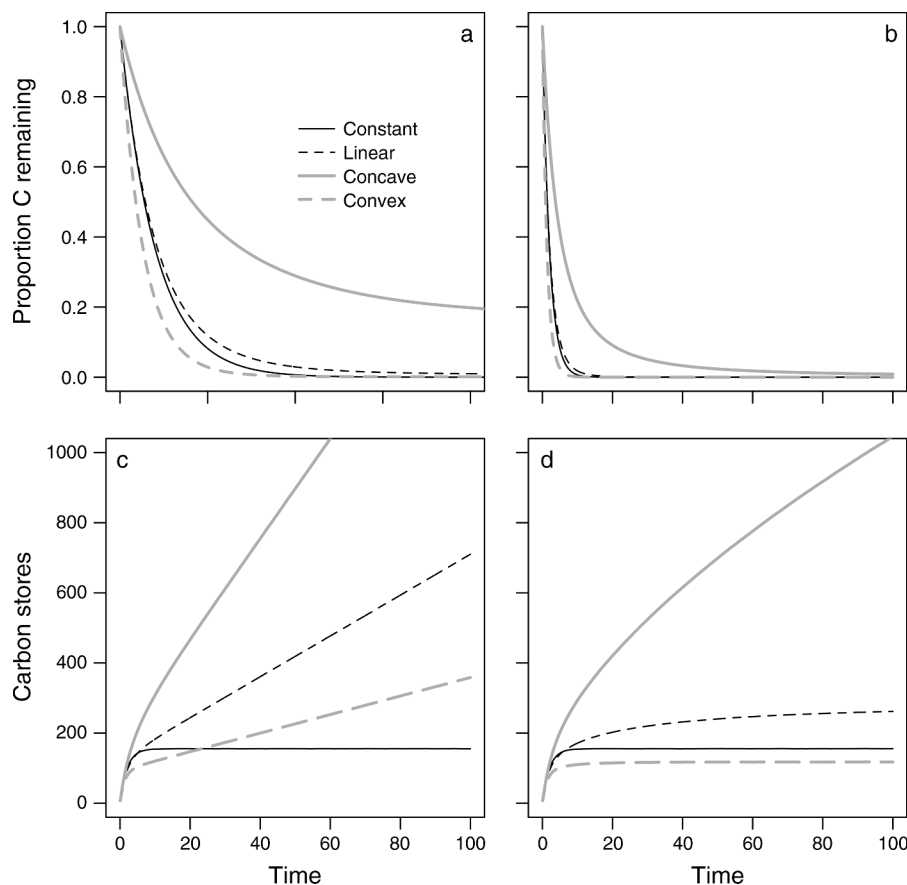 a
b
1.0
0.8
0.6
0.4
0.2
0.0
Proportion C remaining
Constant
Linear
Concave
Convex
c
d
1000
800
600
400
200
0
Carbon stores
0 20 40 60 80 100
0 20 40 60 80 100
Time
Time